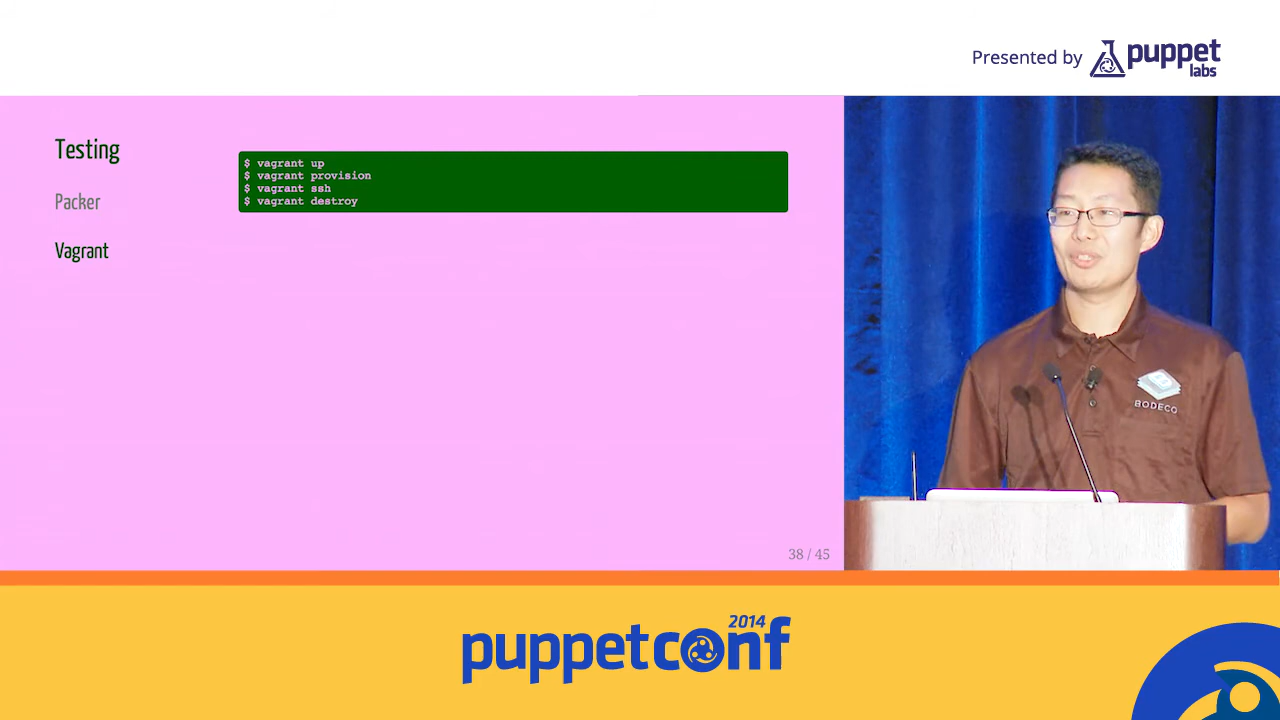 Presented by puppet labs
Testing
Packer
Vagrant
$ vagrant up
$ vagrant provision
$ vagrant ssh
$ vagrant destroy
BODECO
38 / 45
2014
puppetconf